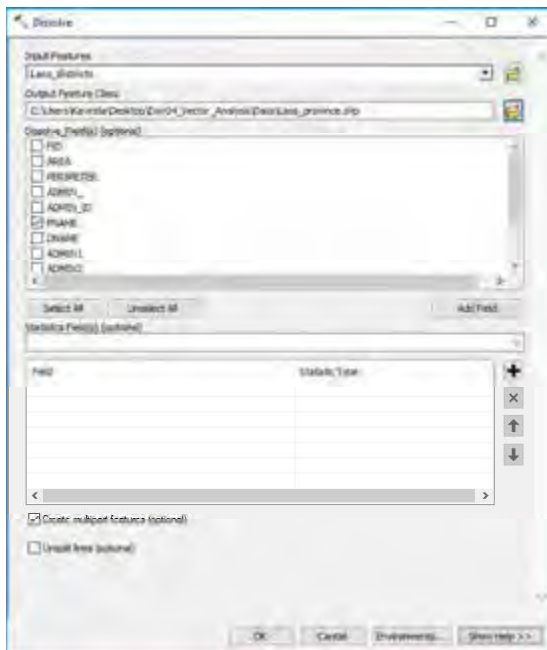 Dissolve
Input Features
Laos_districts
Output Feature Class
Dissolve_Field(s) (optional)
FID
AREA
PERIMETER
ADMIN_
ADMIN_ID
PNAME
DNAME
ADMIN1
ADMIN2
Select All Unselect All Add Field
Statistics Field(s) (optional)
Field Statistic Type
Create multipart features (optional)
Unsplit lines (optional)
OK Cancel Environments... Show Help >>